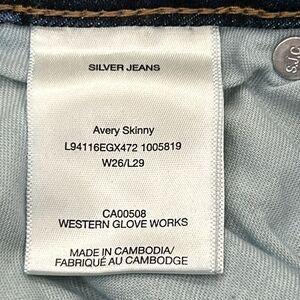 SILVER JEANS
Avery Skinny
L94116EGX472 1005819
W26/L29
CA00508
WESTERN GLOVE WORKS
MADE IN CAMBODIA/
FABRIQUÉ AU CAMBODGE
S.J.C